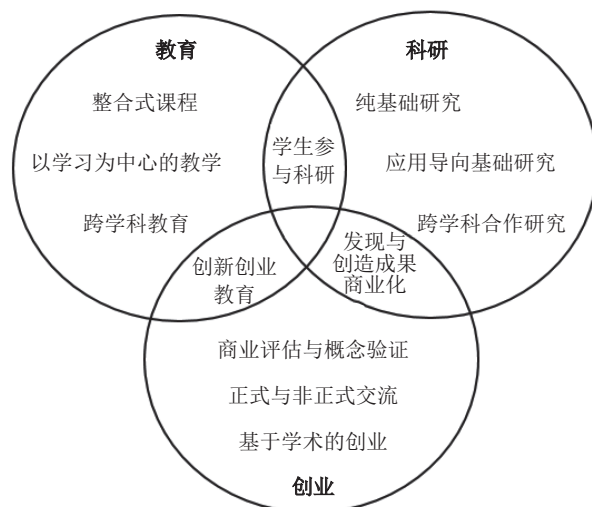 教育
整合式课程
以学习为中心的教学
跨学科教育
科研
纯基础研究
应用导向基础研究
跨学科合作研究
学生参
与科研
创新创业
教育
发现与
创造成果
商业化
商业评估与概念验证
正式与非正式交流
基于学术的创业
创业